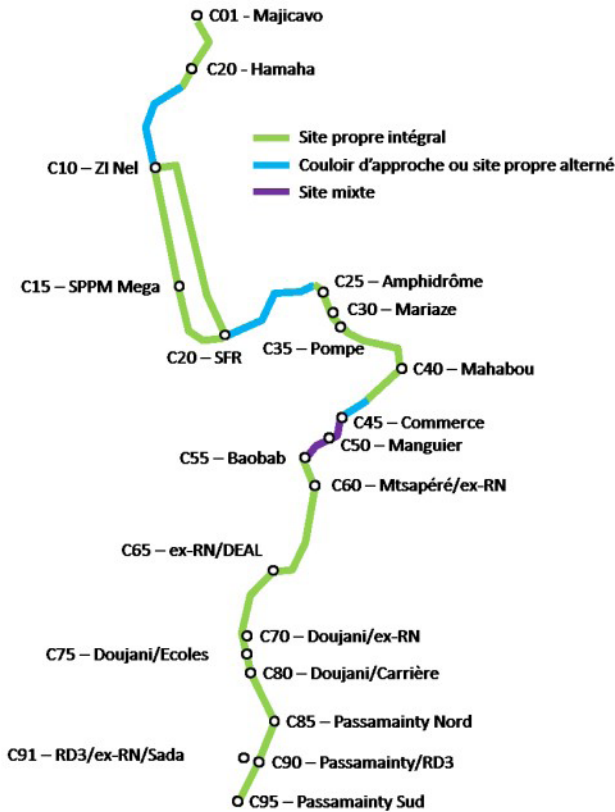 C01 - Majicavo
C20 - Hamaha
Site propre intégral
Couloir d'approche ou site propre alterné
Site mixte
C10 – ZI Nel
C15 – SPPM Mega
C25 – Amphidrôme
C30 – Mariaze
C35 - Pompe
C20 – SFR
C40 – Mahabou
C45 – Commerce
C50 – Manguier
C55 – Baobab
C60 – Mtsapéré/ex-RN
C65 – ex-RN/DEAL
C70 – Doujani/ex-RN
C75 – Doujani/Ecoles
C80 – Doujani/Carrière
C85 – Passamainty Nord
C91 – RD3/ex-RN/Sada
C90 – Passamainty/RD3
C95 – Passamainty Sud